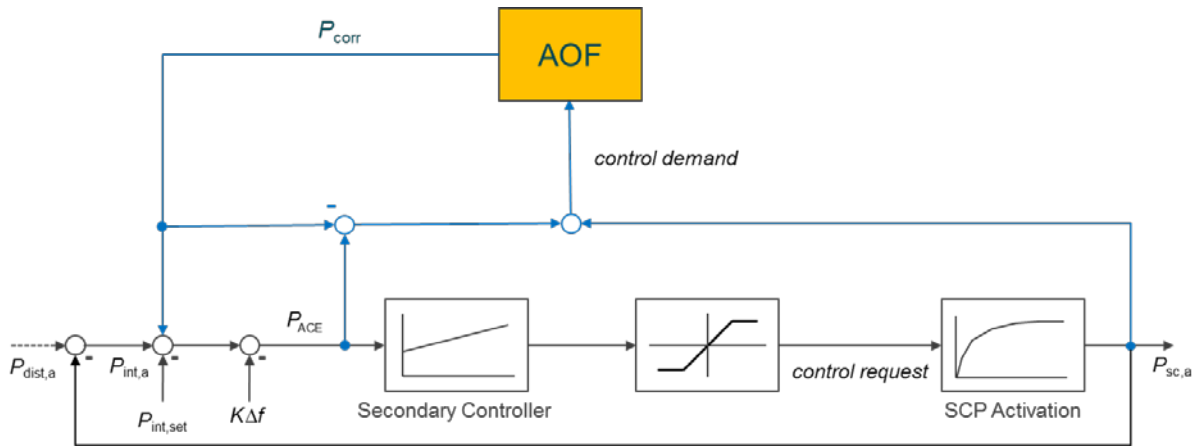 P_corr
AOF
control demand
-
P_ACE
P_dist,a
-
P_int,a
-
-
P_int,set
KΔf
Secondary Controller
control request
SCP Activation
P_sc,a